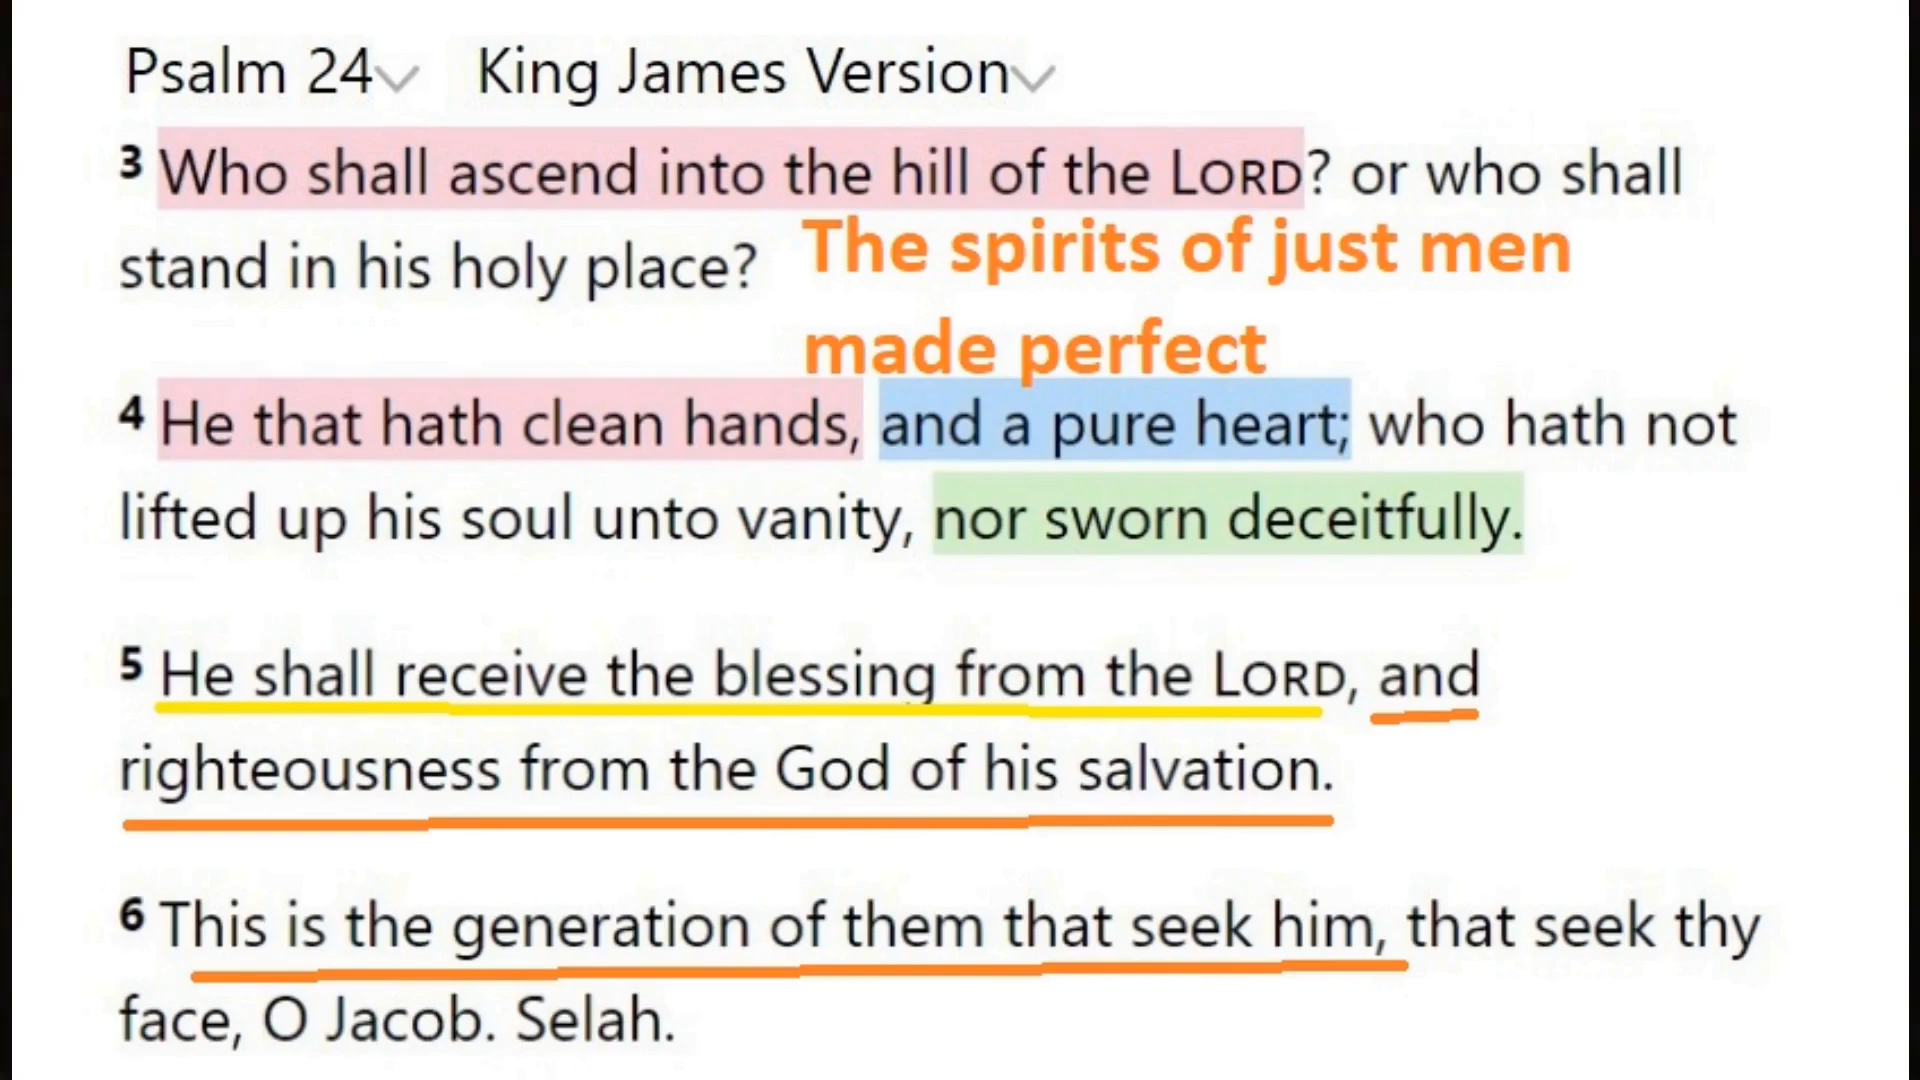 Psalm 24 King James Version
3 Who shall ascend into the hill of the LORD? or who shall
stand in his holy place?
The spirits of just men
made perfect
4 He that hath clean hands, and a pure heart; who hath not
lifted up his soul unto vanity, nor sworn deceitfully.
5 He shall receive the blessing from the LORD, and
righteousness from the God of his salvation.
6 This is the generation of them that seek him, that seek thy
face, O Jacob. Selah.